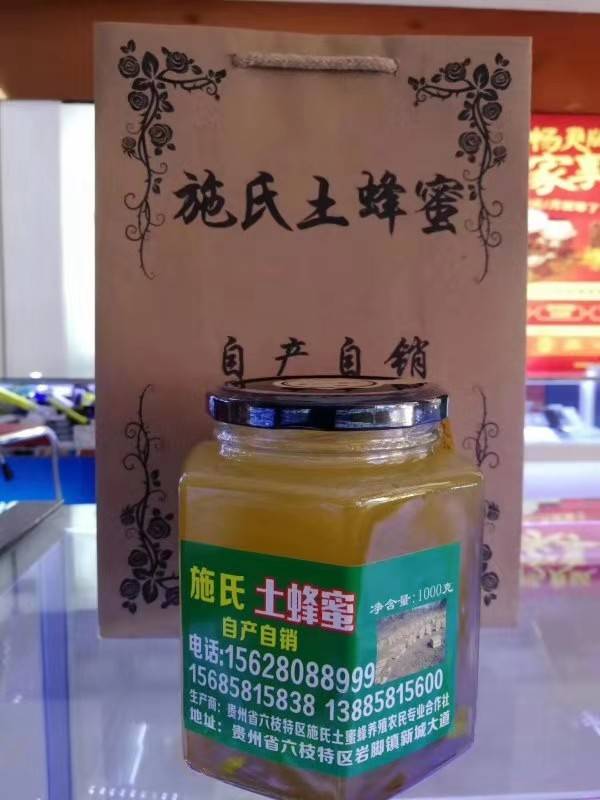 施氏土蜂蜜
自产自销
施氏 土蜂蜜
净含量:1000克
自产自销
电话:15628088999
15685815838 13885815600
生产商: 贵州省六枝特区施氏土蜜蜂养殖农民专业合作社
地址: 贵州省六枝特区岩脚镇新城大道